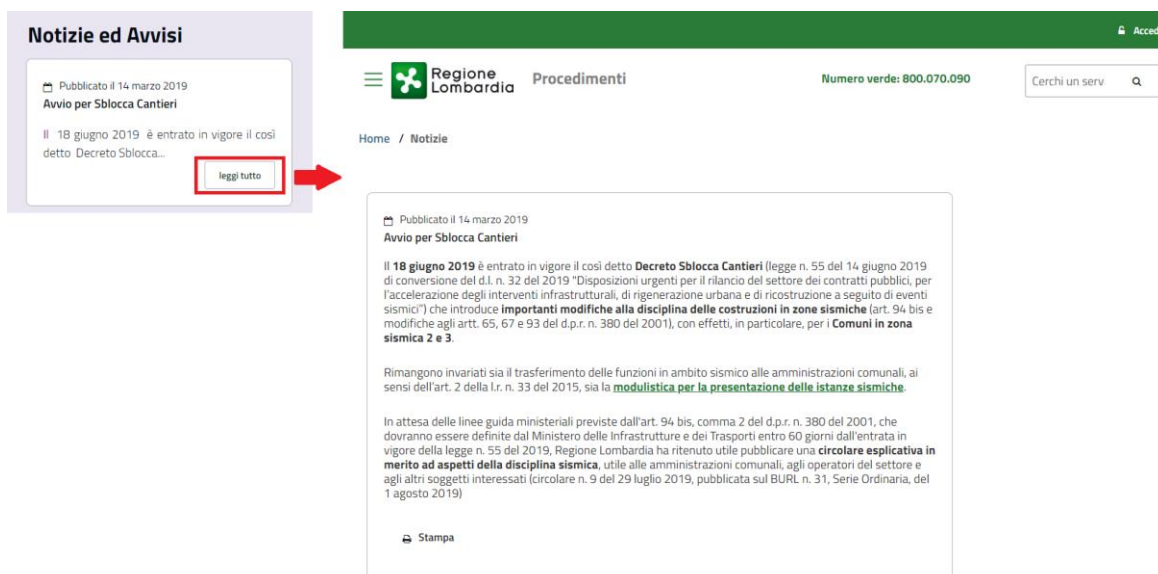 Notizie ed Avvisi
Pubblicato il 14 marzo 2019
Avvio per Sblocca Cantieri
Il 18 giugno 2019 è entrato in vigore il così
detto Decreto Sblocca...
leggi tutto
Acced
Regione
Lombardia
Procedimenti
Numero verde: 800.070.090
Cerchi un serv
Home / Notizie
Pubblicato il 14 marzo 2019
Avvio per Sblocca Cantieri
Il 18 giugno 2019 è entrato in vigore il così detto Decreto Sblocca Cantieri (legge n. 55 del 14 giugno 2019
di conversione del d.l. n. 32 del 2019 "Disposizioni urgenti per il rilancio del settore dei contratti pubblici, per
l'accelerazione degli interventi infrastrutturali, di rigenerazione urbana e di ricostruzione a seguito di eventi
sismici") che introduce importanti modifiche alla disciplina delle costruzioni in zone sismiche (art. 94 bis e
modifiche agli artt. 65, 67 e 93 del d.p.r. n. 380 del 2001), con effetti, in particolare, per i Comuni in zona
sismica 2 e 3.
Rimangono invariati sia il trasferimento delle funzioni in ambito sismico alle amministrazioni comunali, ai
sensi dell'art. 2 della l.r. n. 33 del 2015, sia la modulistica per la presentazione delle istanze sismiche.
In attesa delle linee guida ministeriali previste dall'art. 94 bis, comma 2 del d.p.r. n. 380 del 2001, che
dovranno essere definite dal Ministero delle Infrastrutture e dei Trasporti entro 60 giorni dall'entrata in
vigore della legge n. 55 del 2019, Regione Lombardia ha ritenuto utile pubblicare una circolare esplicativa in
merito ad aspetti della disciplina sismica, utile alle amministrazioni comunali, agli operatori del settore e
agli altri soggetti interessati (circolare n. 9 del 29 luglio 2019, pubblicata sul BURL n. 31, Serie Ordinaria, del
1 agosto 2019)
Stampa